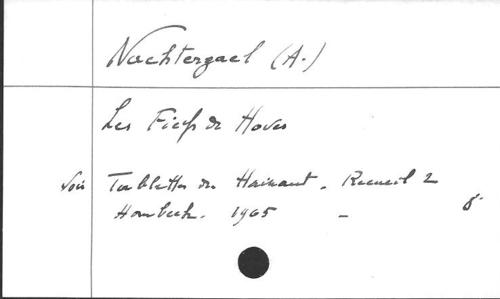 Nachtergael (A.)
Les Fiefs de Hoves
Voir Tablettes du Hainaut. Recueil 2
Hombeek. 1965 - 8°